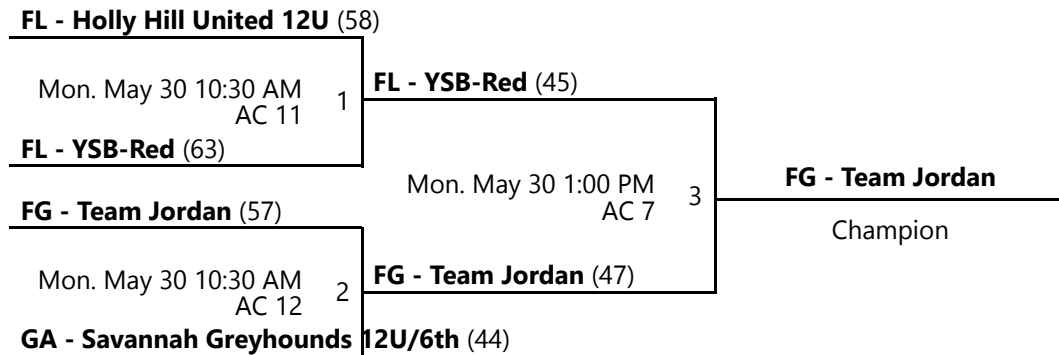 FL - Holly Hill United 12U (58)
Mon. May 30 10:30 AM
AC 11
1
FL - YSB-Red (63)
FL - YSB-Red (45)
FG - Team Jordan (57)
Mon. May 30 10:30 AM
AC 12
2
GA - Savannah Greyhounds 12U/6th (44)
FG - Team Jordan (47)
Mon. May 30 1:00 PM
AC 7
3
FG - Team Jordan
Champion